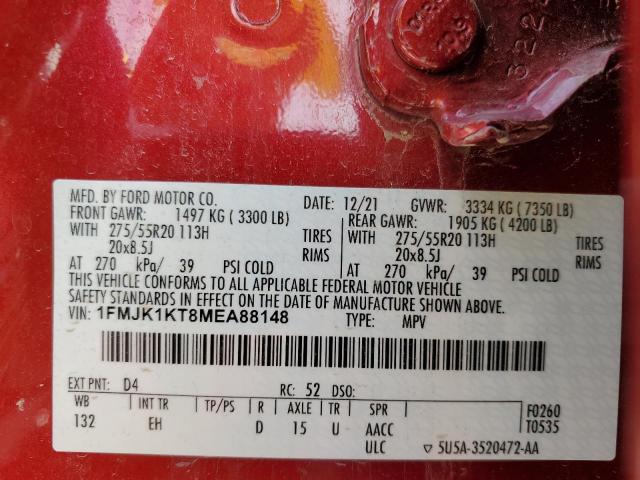 322
MFD. BY FORD MOTOR CO. DATE: 12/21 GVWR: 3334 KG ( 7350 LB)
FRONT GAWR: 1497 KG ( 3300 LB) REAR GAWR: 1905 KG ( 4200 LB)
WITH 275/55R20 113H TIRES WITH 275/55R20 113H TIRES
20x8.5J RIMS 20x8.5J RIMS
AT 270 kPa/ 39 PSI COLD AT 270 kPa/ 39 PSI COLD
THIS VEHICLE CONFORMS TO ALL APPLICABLE FEDERAL MOTOR VEHICLE
SAFETY STANDARDS IN EFFECT ON THE DATE OF MANUFACTURE SHOWN ABOVE.
VIN: 1FMJK1KT8MEA88148 TYPE: MPV
EXT PNT: D4 RC: 52 DSO:
WB INT TR TP/PS R AXLE TR SPR F0260
132 EH D 15 U AACC T0535
ULC ▽ 5U5A-3520472-AA